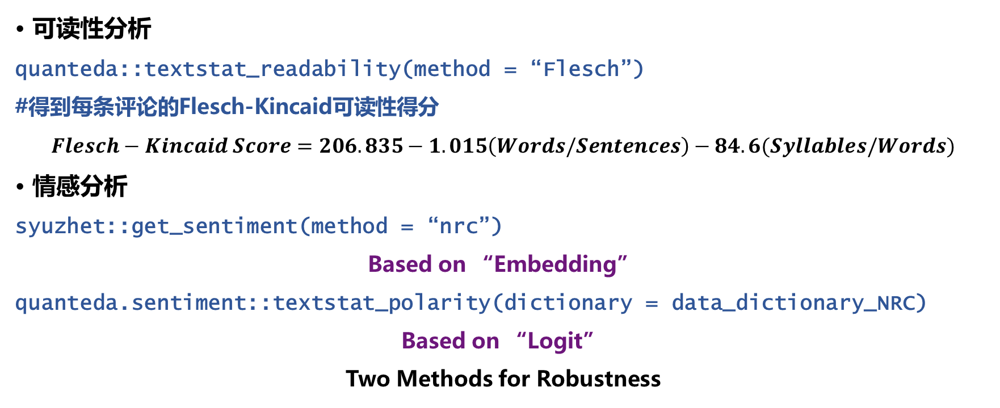 • 可读性分析
quanteda::textstat_readability(method = “Flesch”)
#得到每条评论的Flesch-Kincaid可读性得分
Flesch − Kincaid Score = 206.835 − 1.015(Words/Sentences) − 84.6(Syllables/Words)
• 情感分析
syuzhet::get_sentiment(method = “nrc”)
Based on “Embedding”
quanteda.sentiment::textstat_polarity(dictionary = data_dictionary_NRC)
Based on “Logit”
Two Methods for Robustness